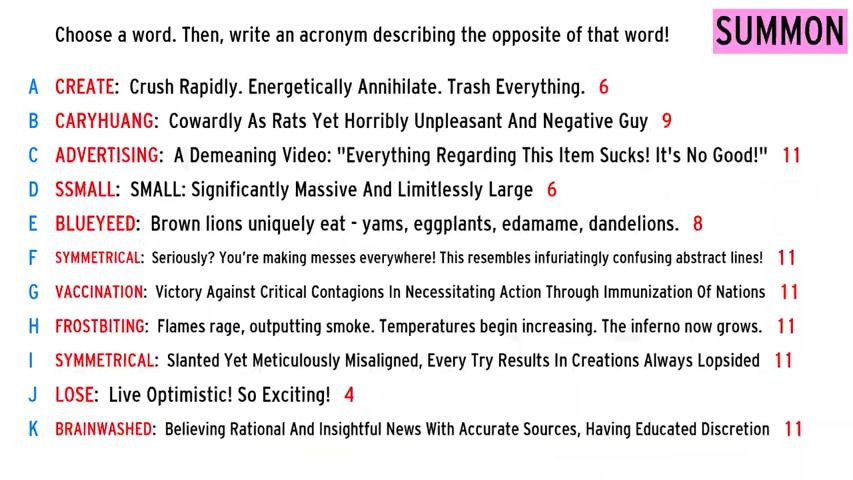 Choose a word. Then, write an acronym describing the opposite of that word!
SUMMON
A CREATE: Crush Rapidly. Energetically Annihilate. Trash Everything. 6
B CARYHUANG: Cowardly As Rats Yet Horribly Unpleasant And Negative Guy 9
C ADVERTISING: A Demeaning Video: "Everything Regarding This Item Sucks! It's No Good!" 11
D SSMALL: SMALL: Significantly Massive And Limitlessly Large 6
E BLUEYEED: Brown lions uniquely eat - yams, eggplants, edamame, dandelions. 8
F SYMMETRICAL: Seriously? You're making messes everywhere! This resembles infuriatingly confusing abstract lines! 11
G VACCINATION: Victory Against Critical Contagions In Necessitating Action Through Immunization Of Nations 11
H FROSTBITING: Flames rage, outputting smoke. Temperatures begin increasing. The inferno now grows. 11
I SYMMETRICAL: Slanted Yet Meticulously Misaligned, Every Try Results In Creations Always Lopsided 11
J LOSE: Live Optimistic! So Exciting! 4
K BRAINWASHED: Believing Rational And Insightful News With Accurate Sources, Having Educated Discretion 11